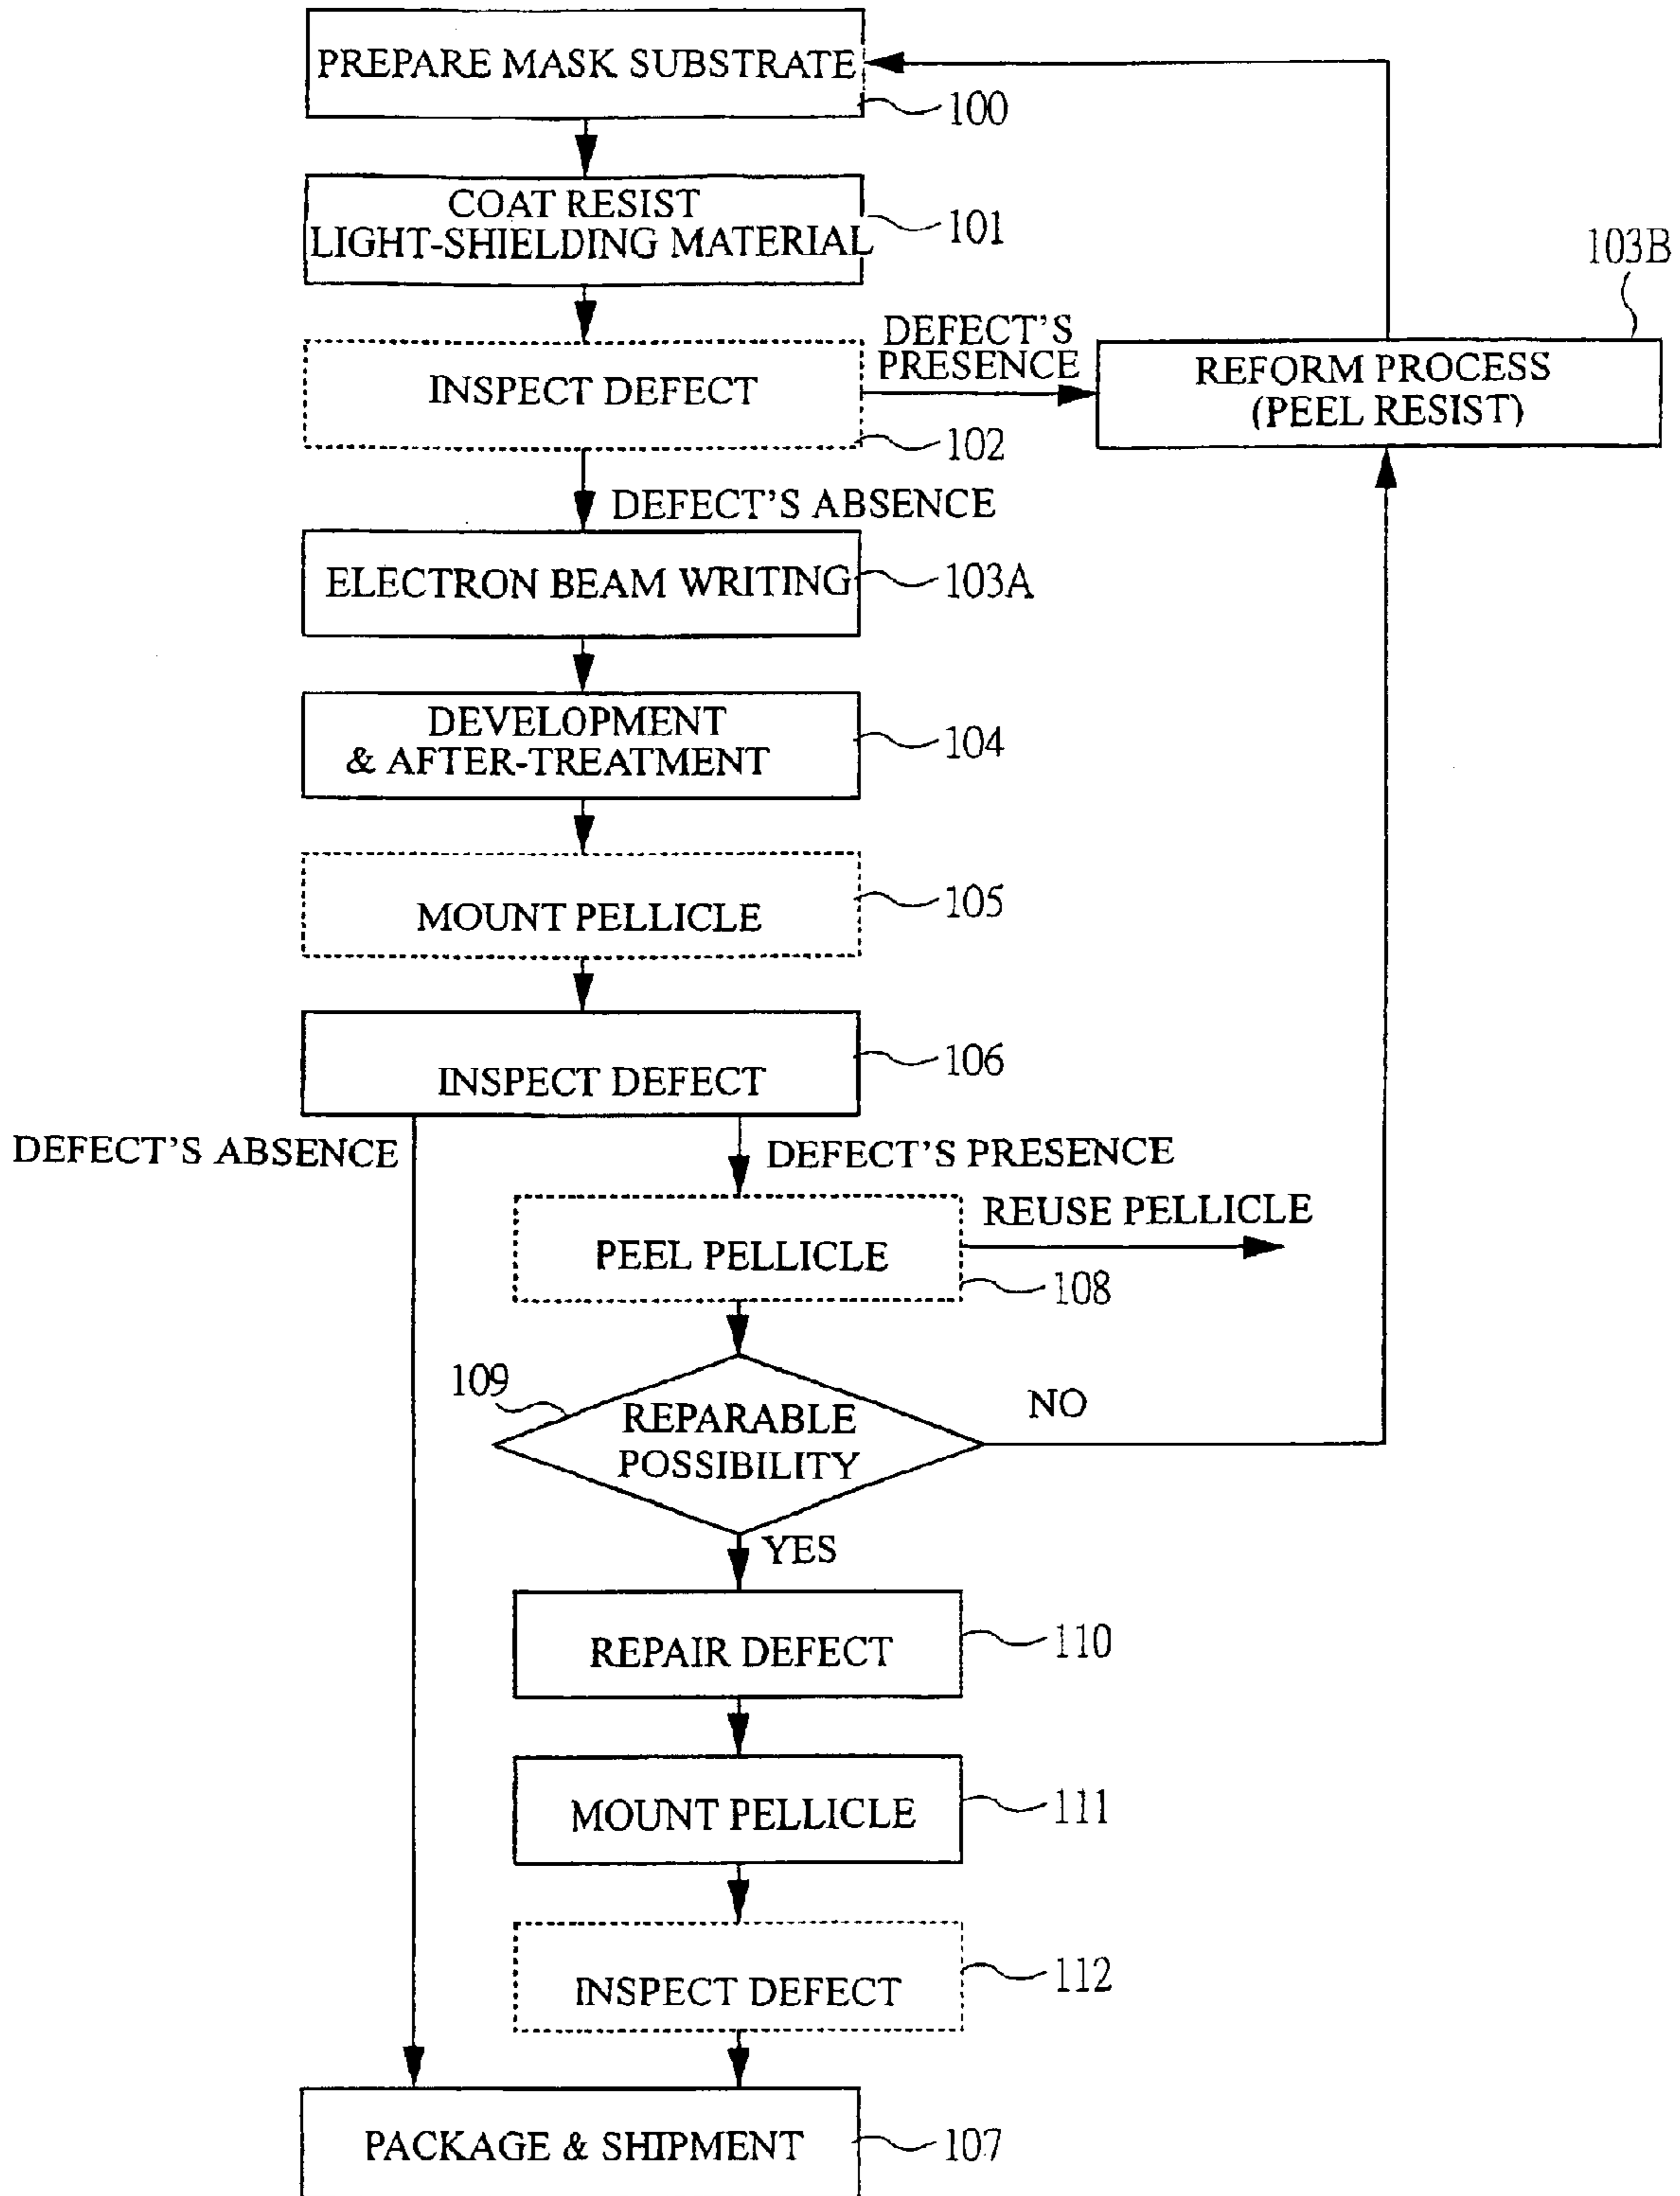 PREPARE MASK SUBSTRATE
100
COAT RESIST
LIGHT-SHIELDING MATERIAL
101
103B
INSPECT DEFECT
102
DEFECT'S
PRESENCE
REFORM PROCESS
(PEEL RESIST)
DEFECT'S ABSENCE
ELECTRON BEAM WRITING
103A
DEVELOPMENT
& AFTER-TREATMENT
104
MOUNT PELLICLE
105
INSPECT DEFECT
106
DEFECT'S ABSENCE
DEFECT'S PRESENCE
PEEL PELLICLE
108
REUSE PELLICLE
109
REPARABLE
POSSIBILITY
NO
YES
REPAIR DEFECT
110
MOUNT PELLICLE
111
INSPECT DEFECT
112
PACKAGE & SHIPMENT
107